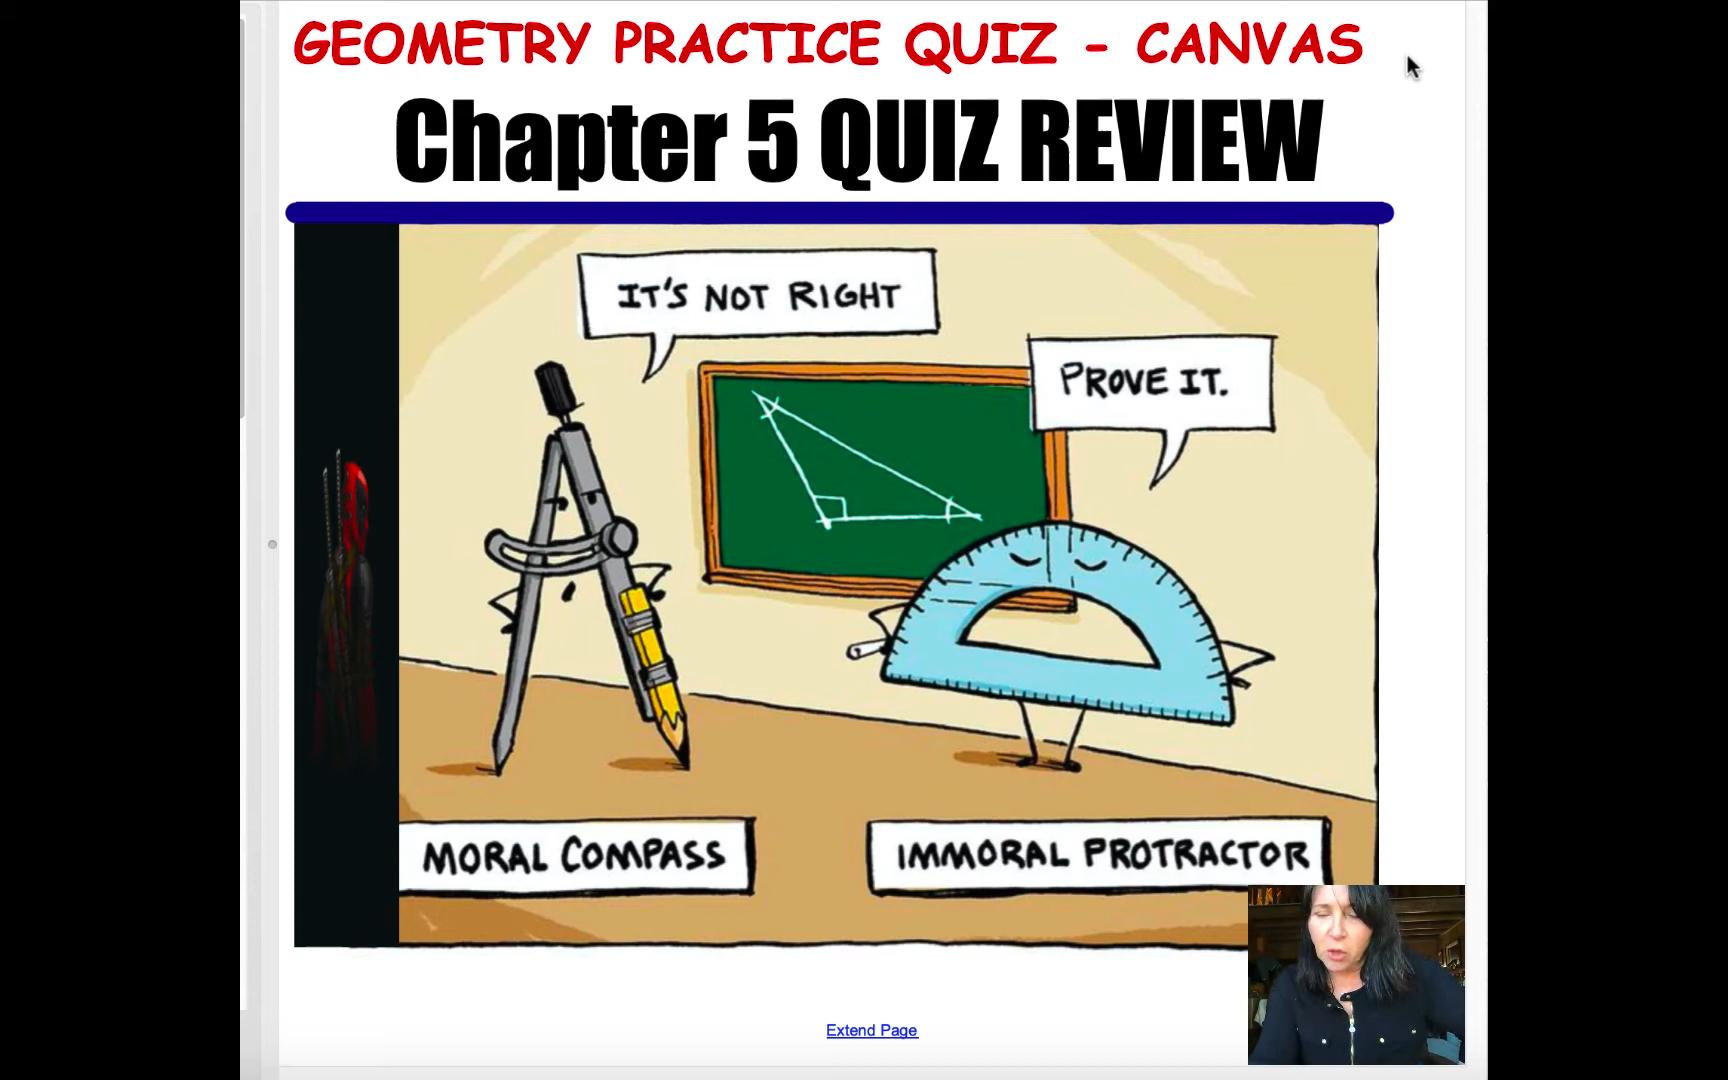 GEOMETRY PRACTICE QUIZ - CANVAS
Chapter 5 QUIZ REVIEW
IT'S NOT RIGHT
PROVE IT.
MORAL COMPASS
IMMORAL PROTRACTOR
Extend Page